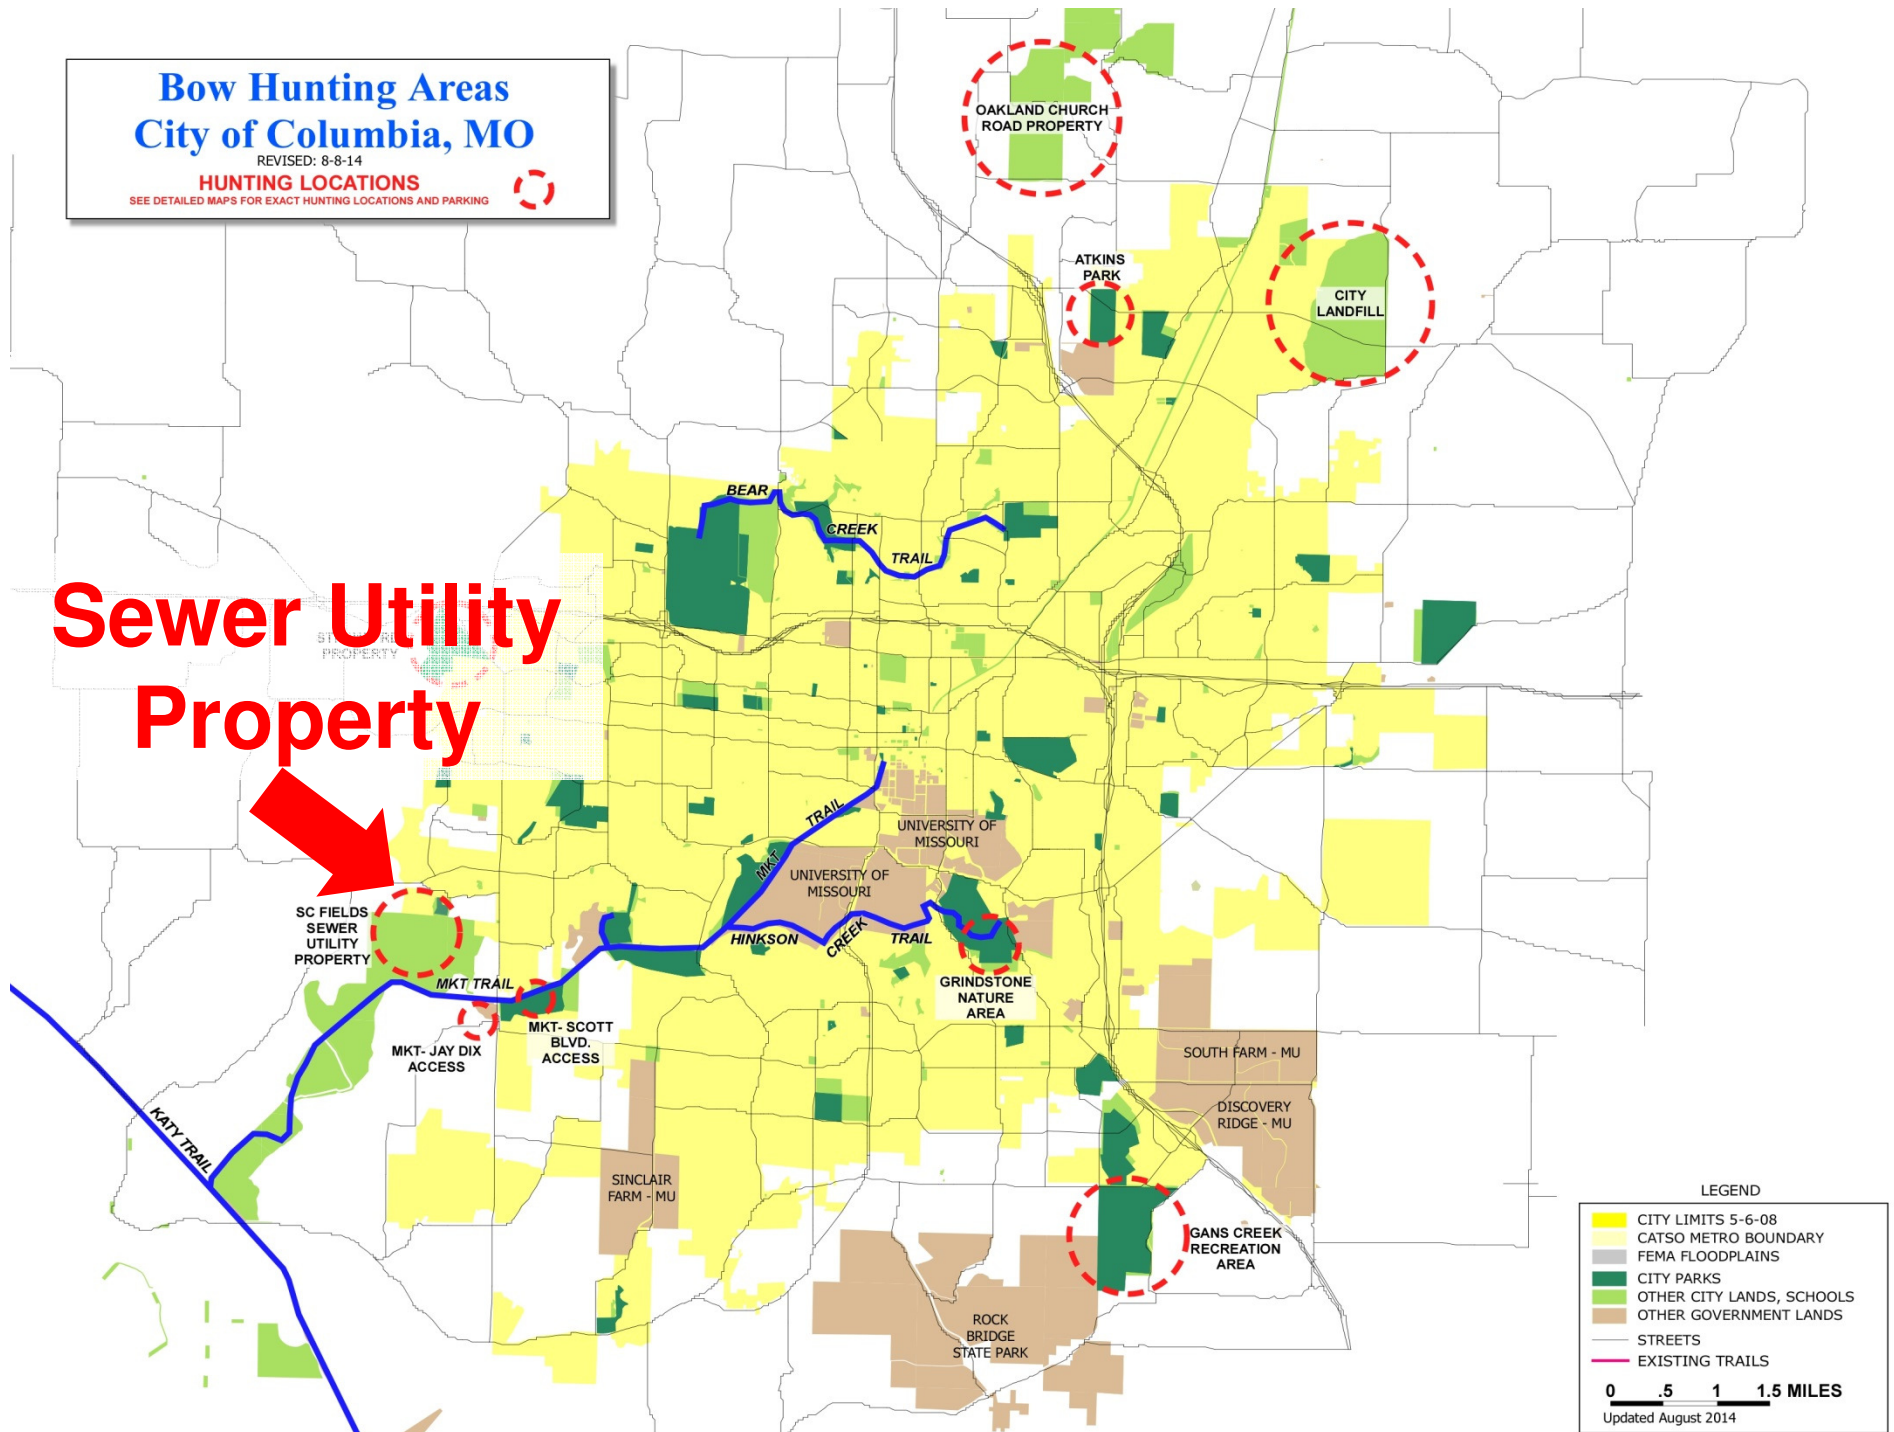 Bow Hunting Areas
City of Columbia, MO
REVISED: 8-8-14
HUNTING LOCATIONS
SEE DETAILED MAPS FOR EXACT HUNTING LOCATIONS AND PARKING
OAKLAND CHURCH
ROAD PROPERTY
ATKINS
PARK
CITY
LANDFILL
BEAR
CREEK
TRAIL
Sewer Utility
Property
PROPERTY
TRAIL
MKT
UNIVERSITY OF
MISSOURI
UNIVERSITY OF
MISSOURI
SC FIELDS
SEWER
UTILITY
PROPERTY
HINKSON
CREEK
TRAIL
MKT TRAIL
GRINDSTONE
NATURE
AREA
MKT- SCOTT
BLVD.
ACCESS
MKT- JAY DIX
ACCESS
SOUTH FARM - MU
DISCOVERY
RIDGE - MU
KATY TRAIL
SINCLAIR
FARM - MU
GANS CREEK
RECREATION
AREA
ROCK
BRIDGE
STATE PARK
LEGEND
CITY LIMITS 5-6-08
CATSO METRO BOUNDARY
FEMA FLOODPLAINS
CITY PARKS
OTHER CITY LANDS, SCHOOLS
OTHER GOVERNMENT LANDS
STREETS
EXISTING TRAILS
0 .5 1 1.5 MILES
Updated August 2014